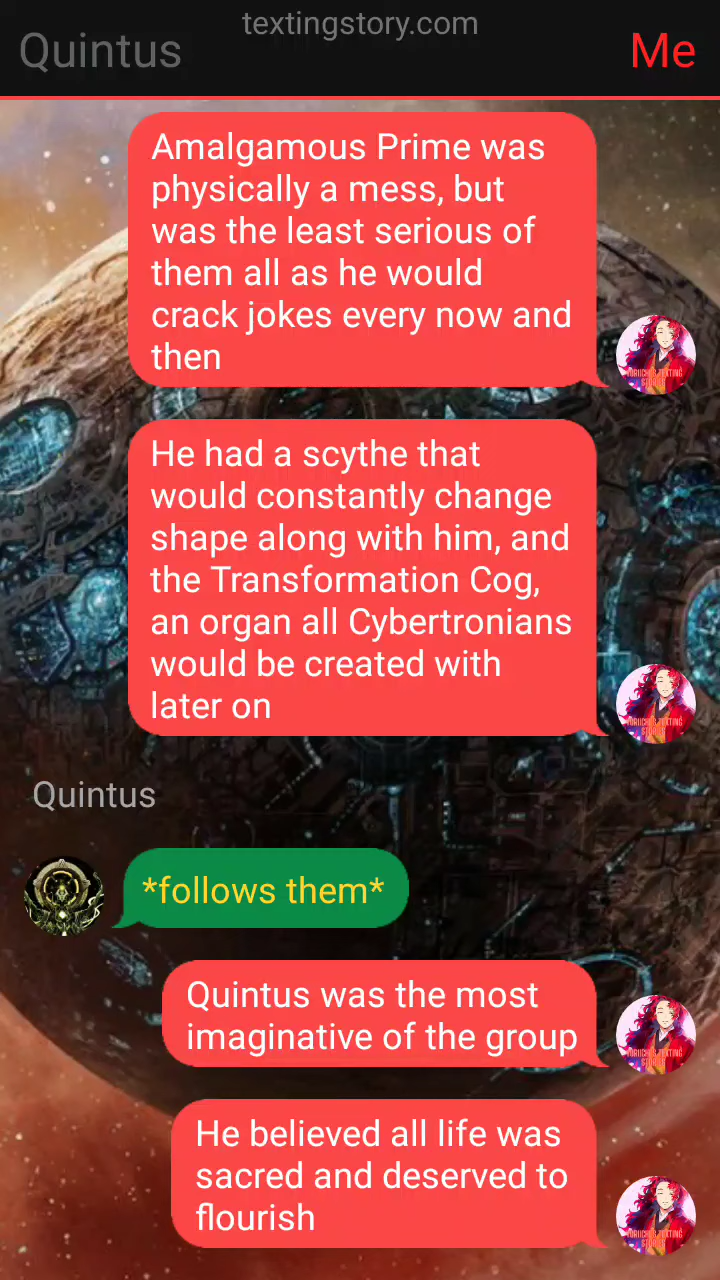 textingstory.com
Quintus
Me
Amalgamous Prime was
physically a mess, but
was the least serious of
them all as he would
crack jokes every now and
then
He had a scythe that
would constantly change
shape along with him, and
the Transformation Cog,
an organ all Cybertronians
would be created with
later on
Quintus
*follows them*
Quintus was the most
imaginative of the group
He believed all life was
sacred and deserved to
flourish